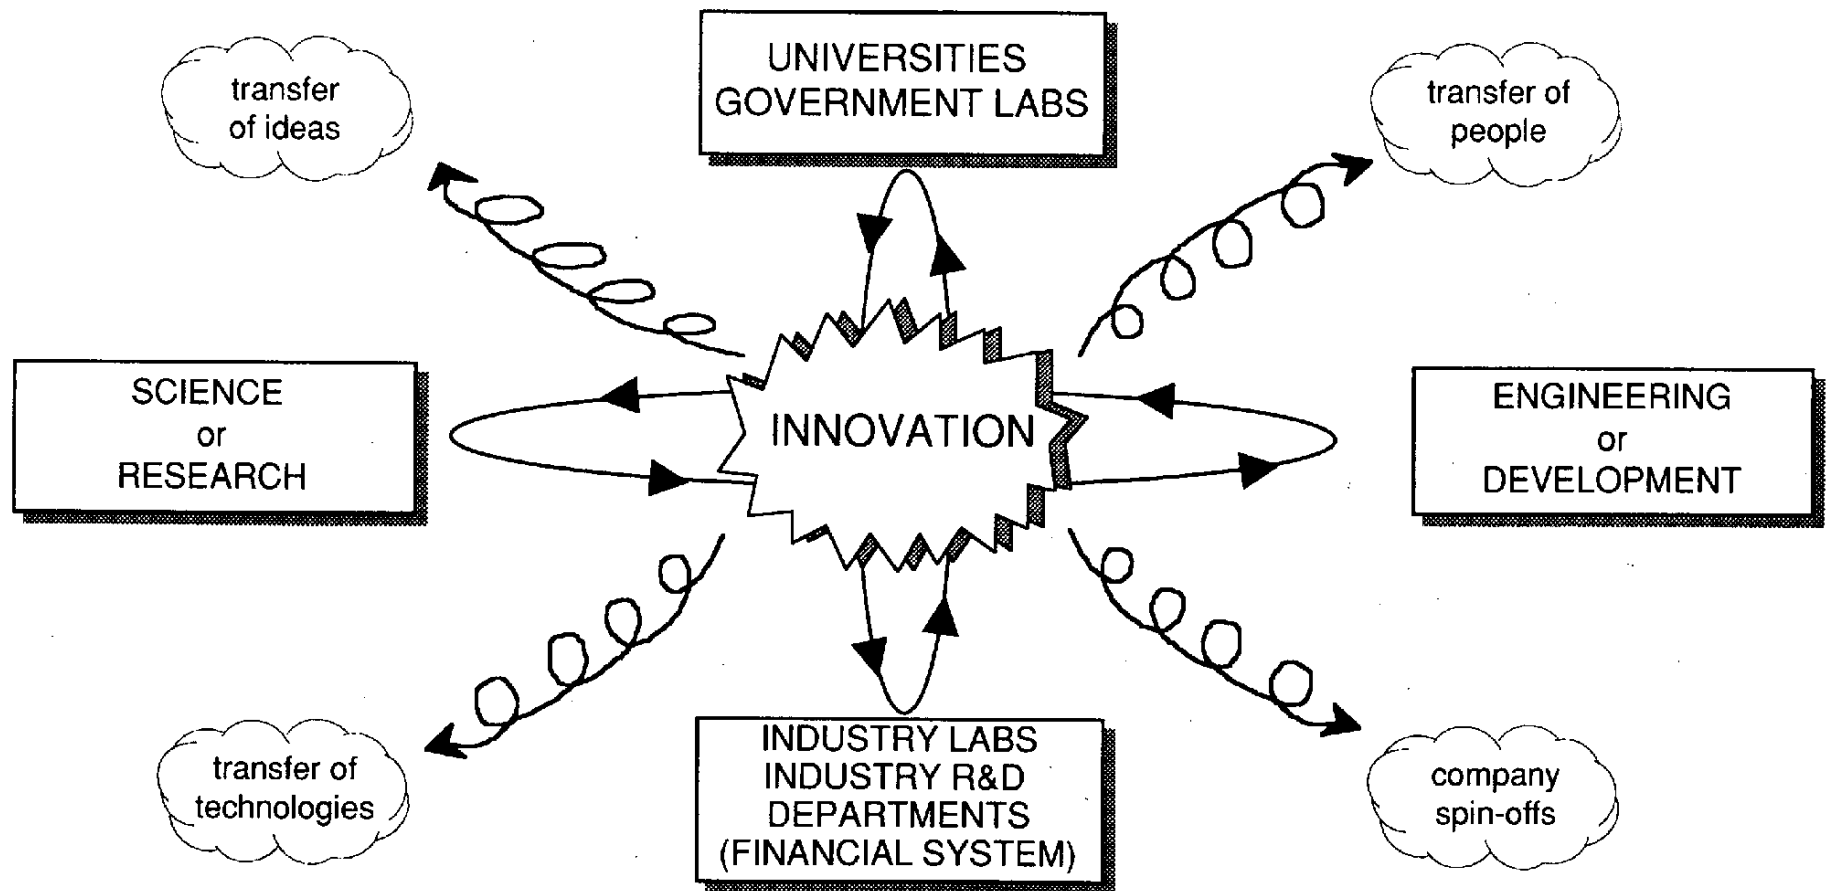 transfer
of ideas
UNIVERSITIES
GOVERNMENT LABS
transfer of
people
SCIENCE
or
RESEARCH
INNOVATION
ENGINEERING
or
DEVELOPMENT
transfer of
technologies
INDUSTRY LABS
INDUSTRY R&D
DEPARTMENTS
(FINANCIAL SYSTEM)
company
spin-offs